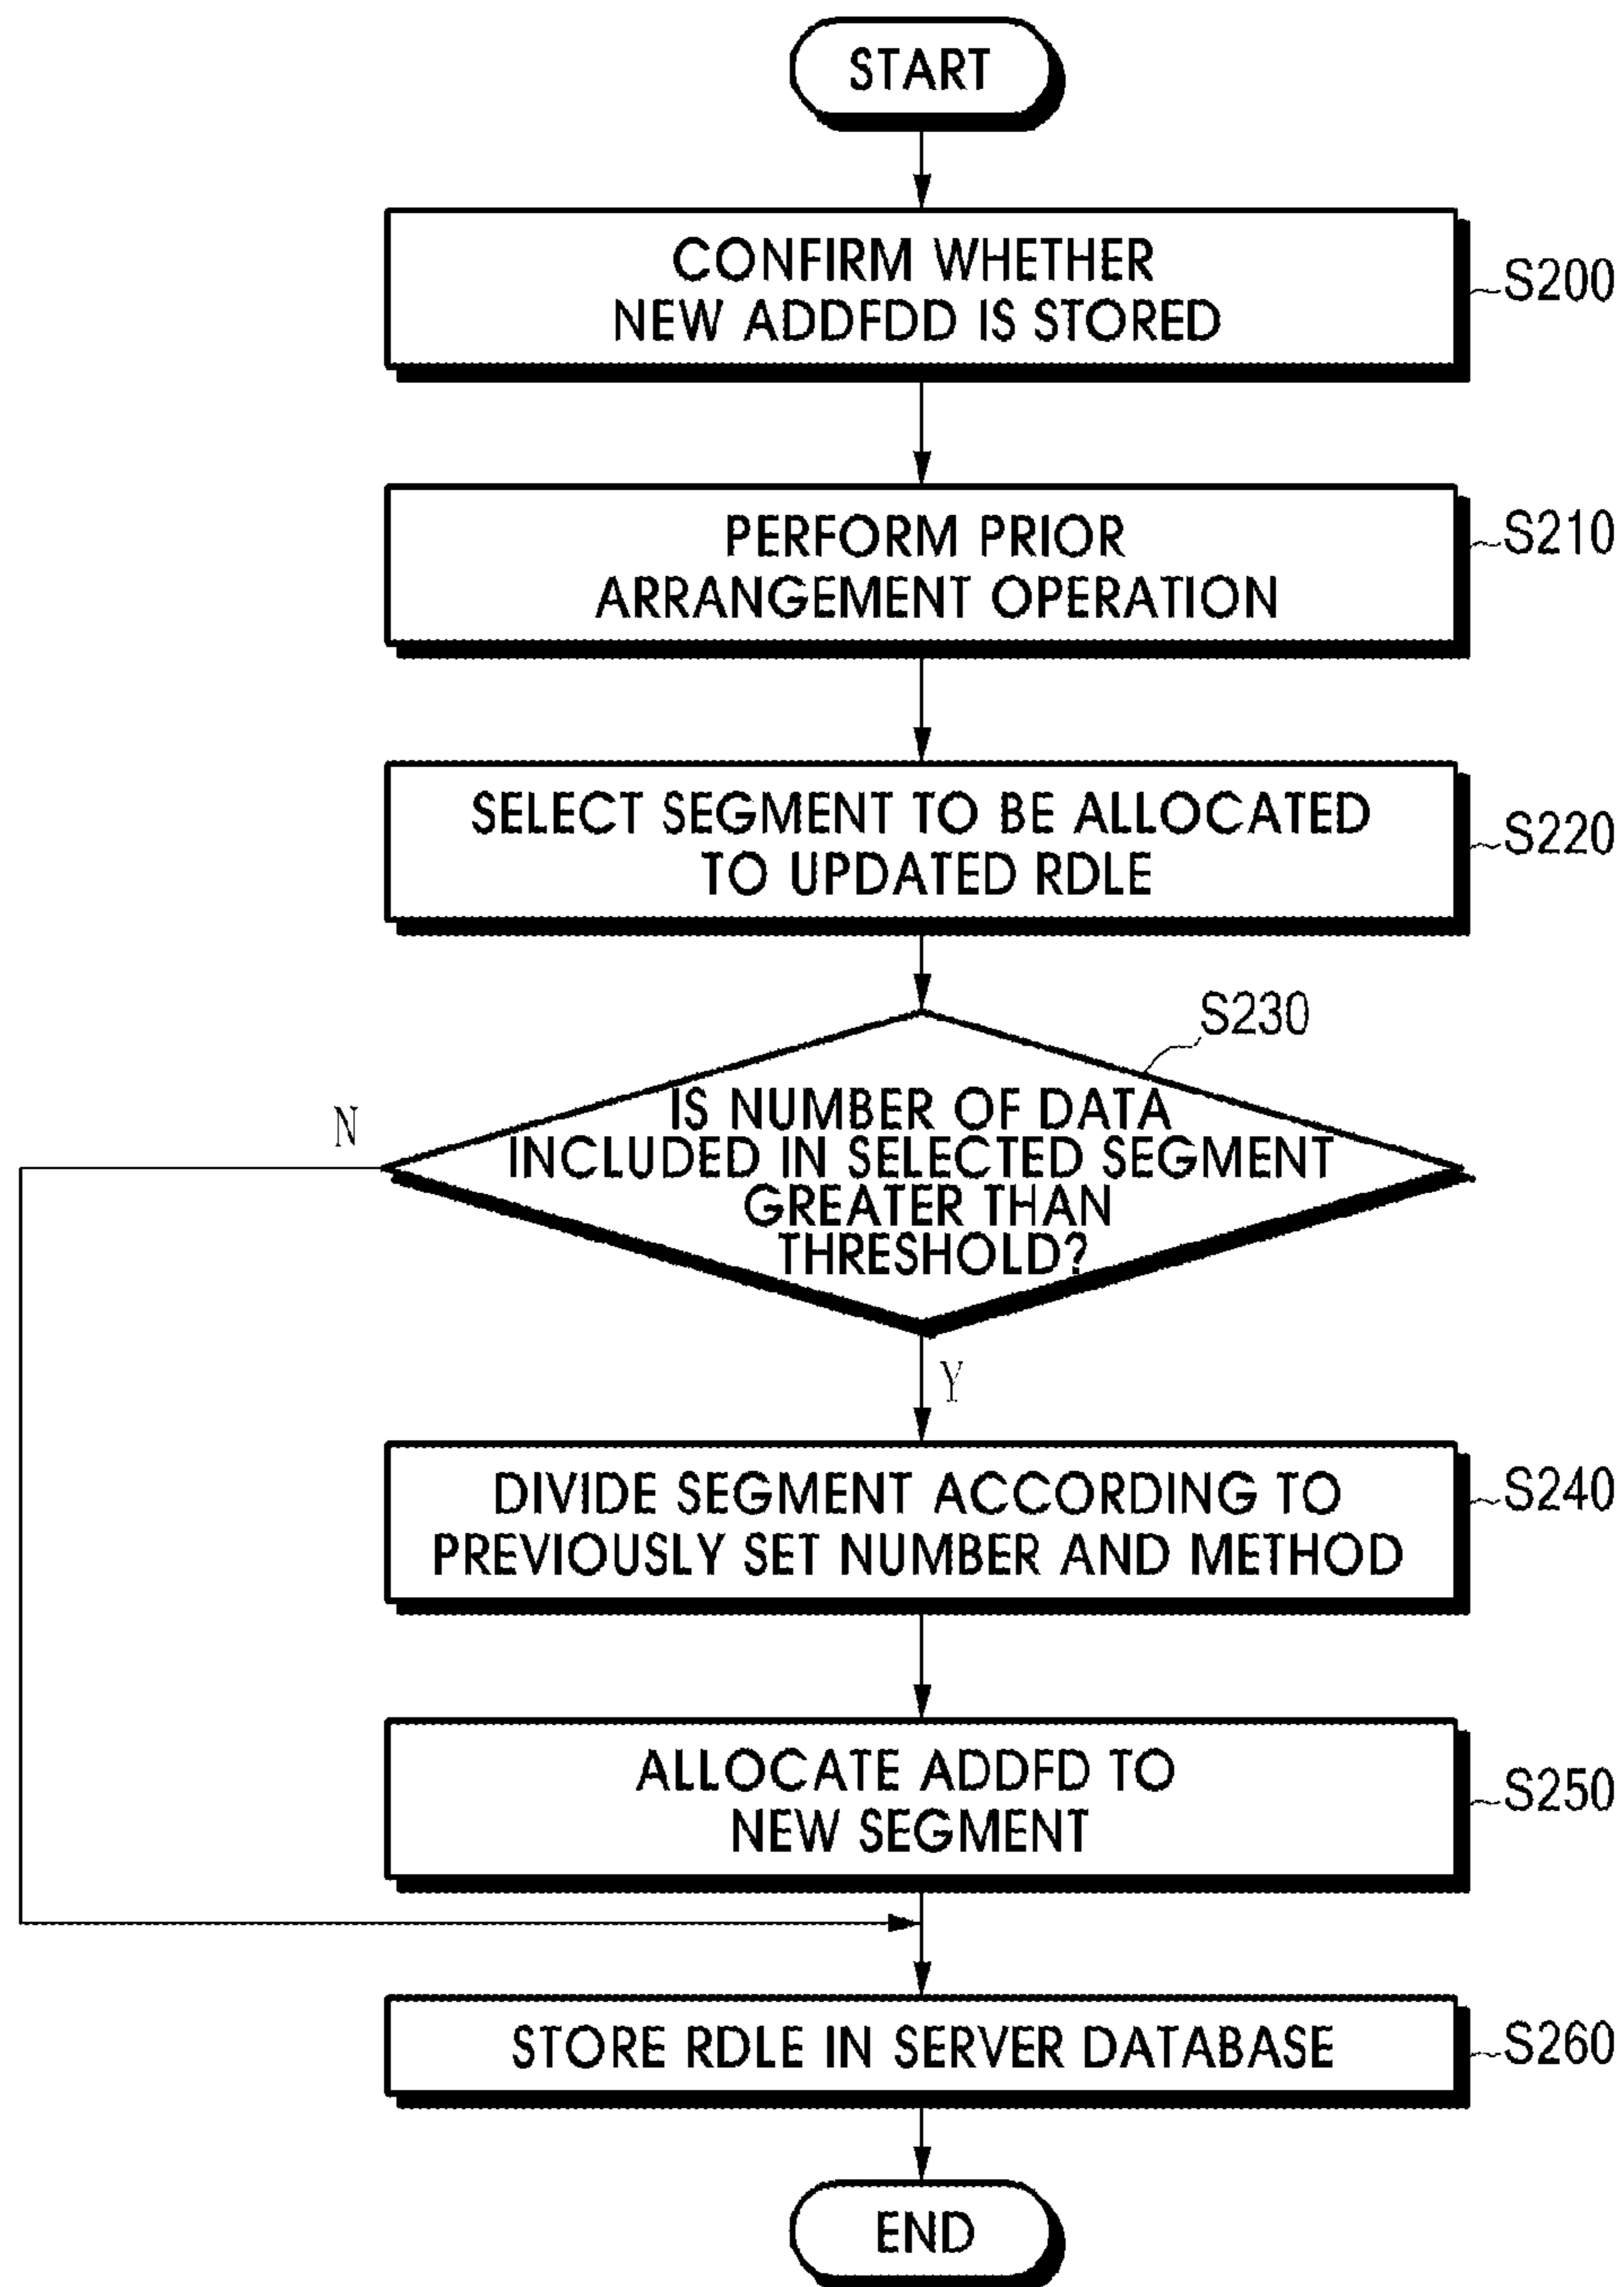 START
CONFIRM WHETHER
NEW ADDFDD IS STORED
S200
PERFORM PRIOR
ARRANGEMENT OPERATION
S210
SELECT SEGMENT TO BE ALLOCATED
TO UPDATED RDLE
S220
S230
IS NUMBER OF DATA
INCLUDED IN SELECTED SEGMENT
GREATER THAN
THRESHOLD?
N
Y
DIVIDE SEGMENT ACCORDING TO
PREVIOUSLY SET NUMBER AND METHOD
S240
ALLOCATE ADDFD TO
NEW SEGMENT
S250
STORE RDLE IN SERVER DATABASE
S260
END